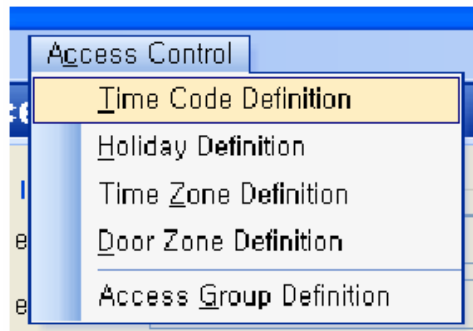 Access Control
Time Code Definition
Holiday Definition
Time Zone Definition
Door Zone Definition
Access Group Definition